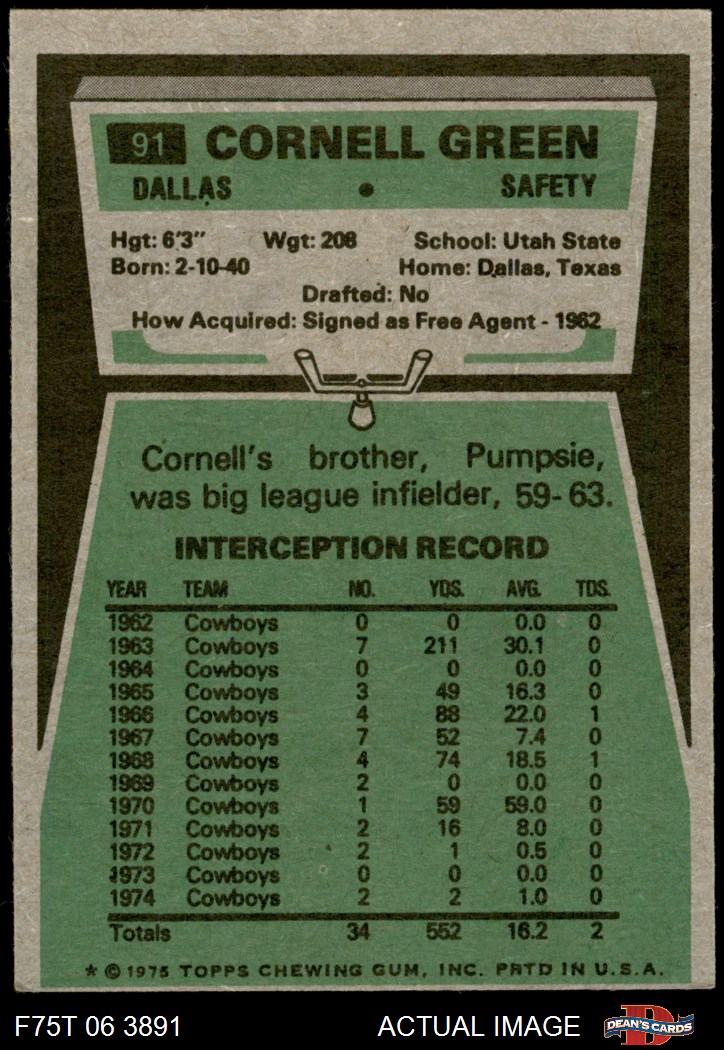 91 CORNELL GREEN
DALLAS • SAFETY
Hgt: 6'3" Wgt: 208 School: Utah State
Born: 2-10-40 Home: Dallas, Texas
Drafted: No
How Acquired: Signed as Free Agent - 1962
Cornell's brother, Pumpsie,
was big league infielder, 59-63.
INTERCEPTION RECORD
YEAR TEAM NO. YDS. AVG. TDS.
1962 Cowboys 0 0 0.0 0
1963 Cowboys 7 211 30.1 0
1964 Cowboys 0 0 0.0 0
1965 Cowboys 3 49 16.3 0
1966 Cowboys 4 88 22.0 1
1967 Cowboys 7 52 7.4 0
1968 Cowboys 4 74 18.5 1
1969 Cowboys 2 0 0.0 0
1970 Cowboys 1 59 59.0 0
1971 Cowboys 2 16 8.0 0
1972 Cowboys 2 1 0.5 0
1973 Cowboys 0 0 0.0 0
1974 Cowboys 2 2 1.0 0
Totals 34 552 16.2 2
* © 1975 TOPPS CHEWING GUM, INC. PRTD IN U.S.A.
F75T 06 3891 ACTUAL IMAGE D DEAN'S CARDS